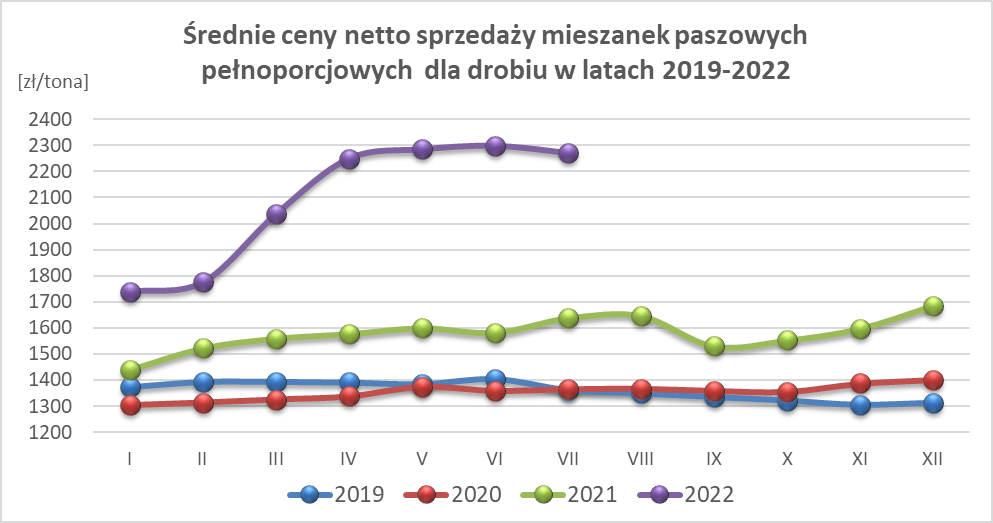 Średnie ceny netto sprzedaży mieszanek paszowych
pełnoporcjowych dla drobiu w latach 2019-2022
[zł/tona]
2400
2300
2200
2100
2000
1900
1800
1700
1600
1500
1400
1300
1200
I II III IV V VI VII VIII IX X XI XII
2019 2020 2021 2022